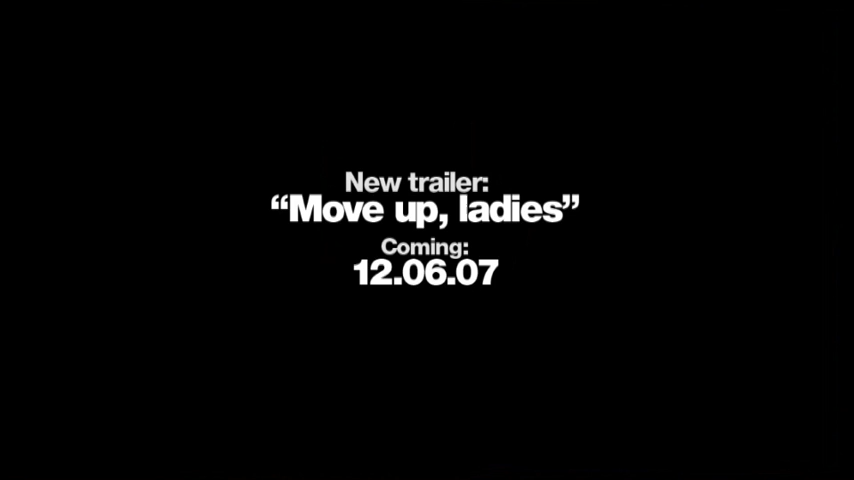 New trailer:
“Move up, ladies”
Coming:
12.06.07